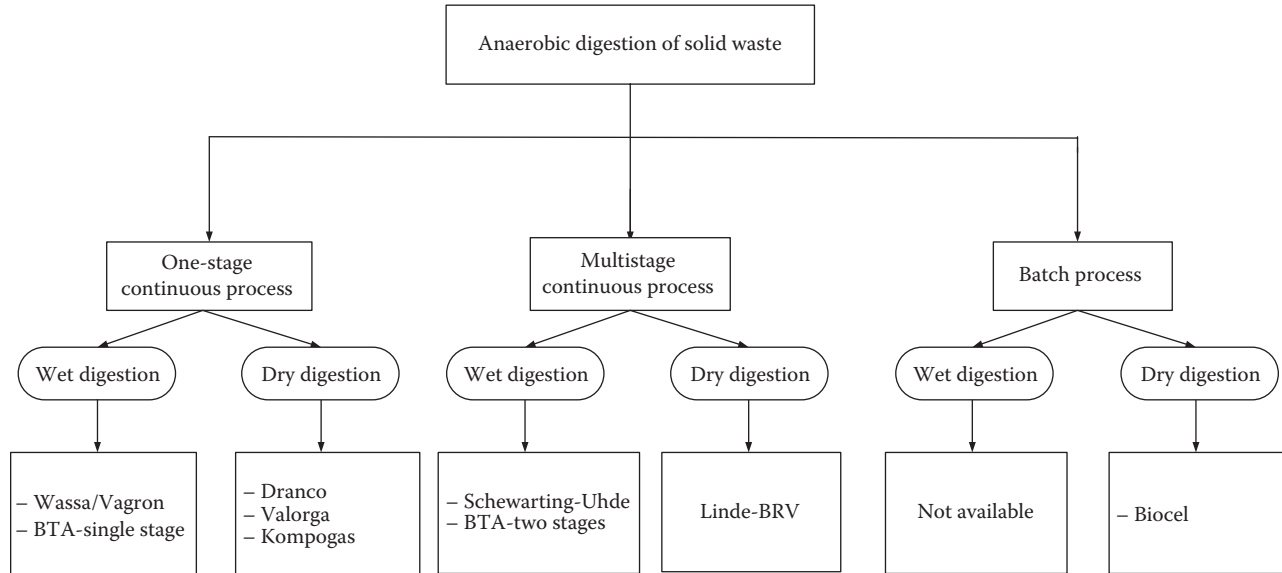 Anaerobic digestion of solid waste
One-stage
continuous process
Multistage
continuous process
Batch process
Wet digestion
Dry digestion
Wet digestion
Dry digestion
Wet digestion
Dry digestion
– Wassa/Vagron
– BTA-single stage
– Dranco
– Valorga
– Kompogas
– Schewarting-Uhde
– BTA-two stages
Linde-BRV
Not available
– Biocel